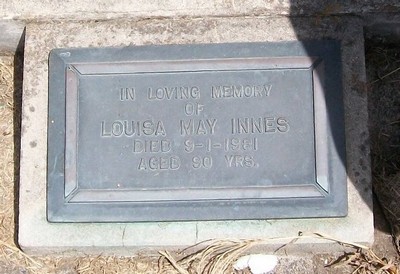 IN LOVING MEMORY
OF
LOUISA MAY INNES
DIED 9-1-1961
AGED 90 YRS.